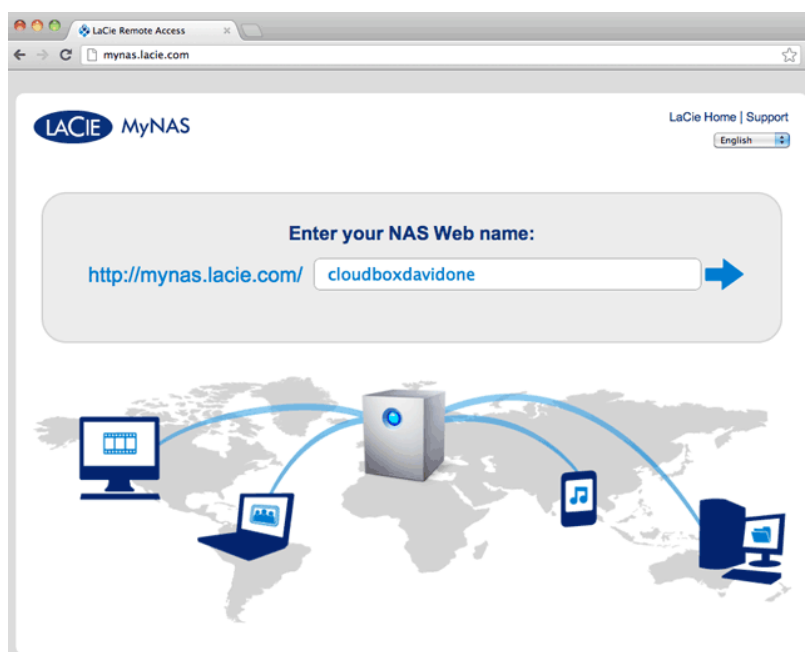 LaCie Remote Access
mynas.lacie.com
LACIE MyNAS
LaCie Home | Support
English
Enter your NAS Web name:
http://mynas.lacie.com/ cloudboxdavidone